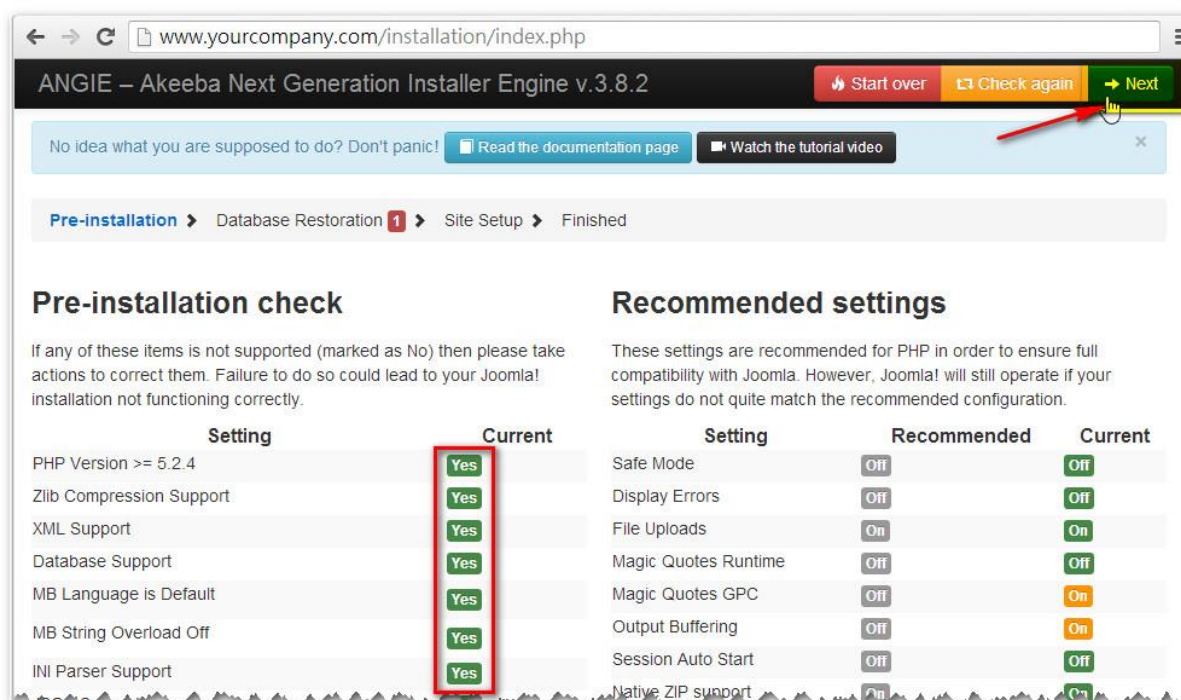 www.yourcompany.com/installation/index.php
ANGIE – Akeeba Next Generation Installer Engine v.3.8.2
Start over
Check again
Next
No idea what you are supposed to do? Don't panic! Read the documentation page Watch the tutorial video ×
Pre-installation Database Restoration 1 Site Setup Finished
Pre-installation check
If any of these items is not supported (marked as No) then please take
actions to correct them. Failure to do so could lead to your Joomla!
installation not functioning correctly.
Setting Current
PHP Version >= 5.2.4 Yes
Zlib Compression Support Yes
XML Support Yes
Database Support Yes
MB Language is Default Yes
MB String Overload Off Yes
INI Parser Support Yes
Recommended settings
These settings are recommended for PHP in order to ensure full
compatibility with Joomla. However, Joomla! will still operate if your
settings do not quite match the recommended configuration.
Setting Recommended Current
Safe Mode Off Off
Display Errors Off Off
File Uploads On On
Magic Quotes Runtime Off Off
Magic Quotes GPC Off On
Output Buffering Off On
Session Auto Start Off Off
Native ZIP support On On